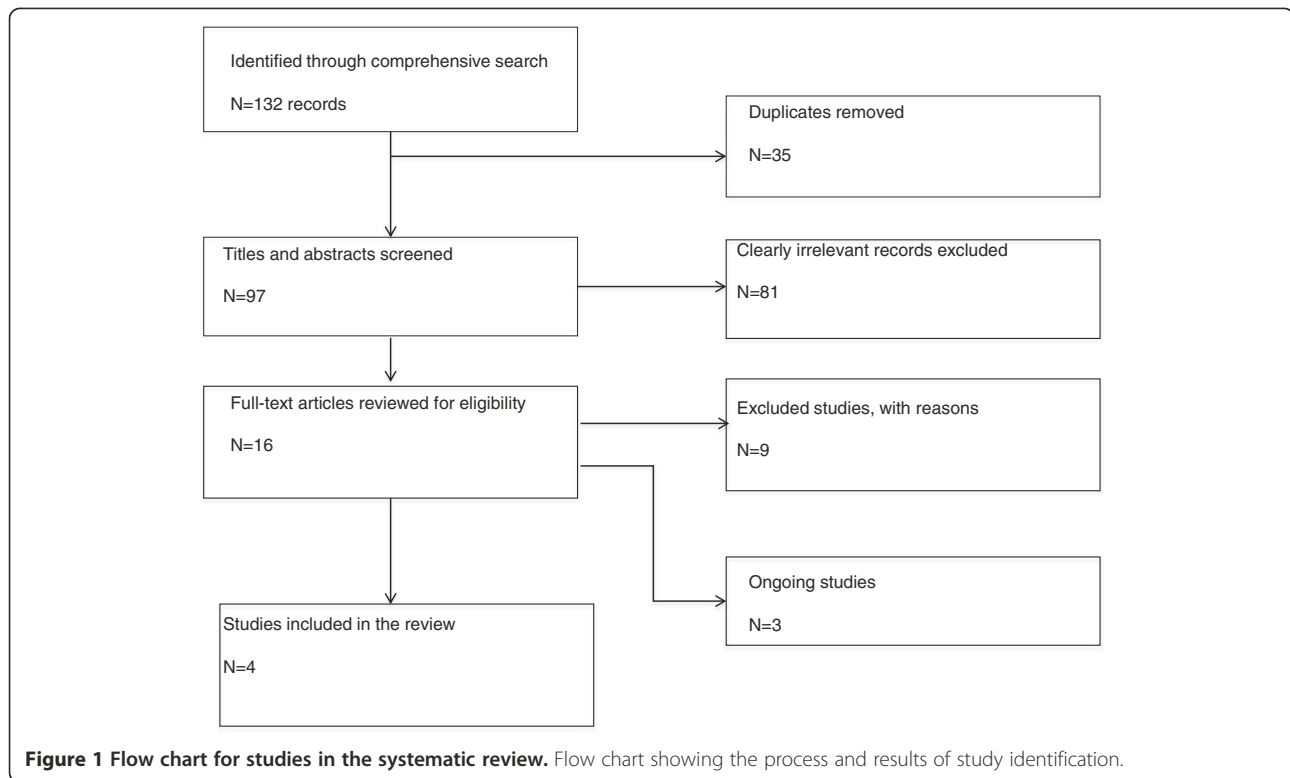 Identified through comprehensive search
N=132 records
Duplicates removed
N=35
Titles and abstracts screened
N=97
Clearly irrelevant records excluded
N=81
Full-text articles reviewed for eligibility
N=16
Excluded studies, with reasons
N=9
Ongoing studies
N=3
Studies included in the review
N=4
Figure 1 Flow chart for studies in the systematic review. Flow chart showing the process and results of study identification.